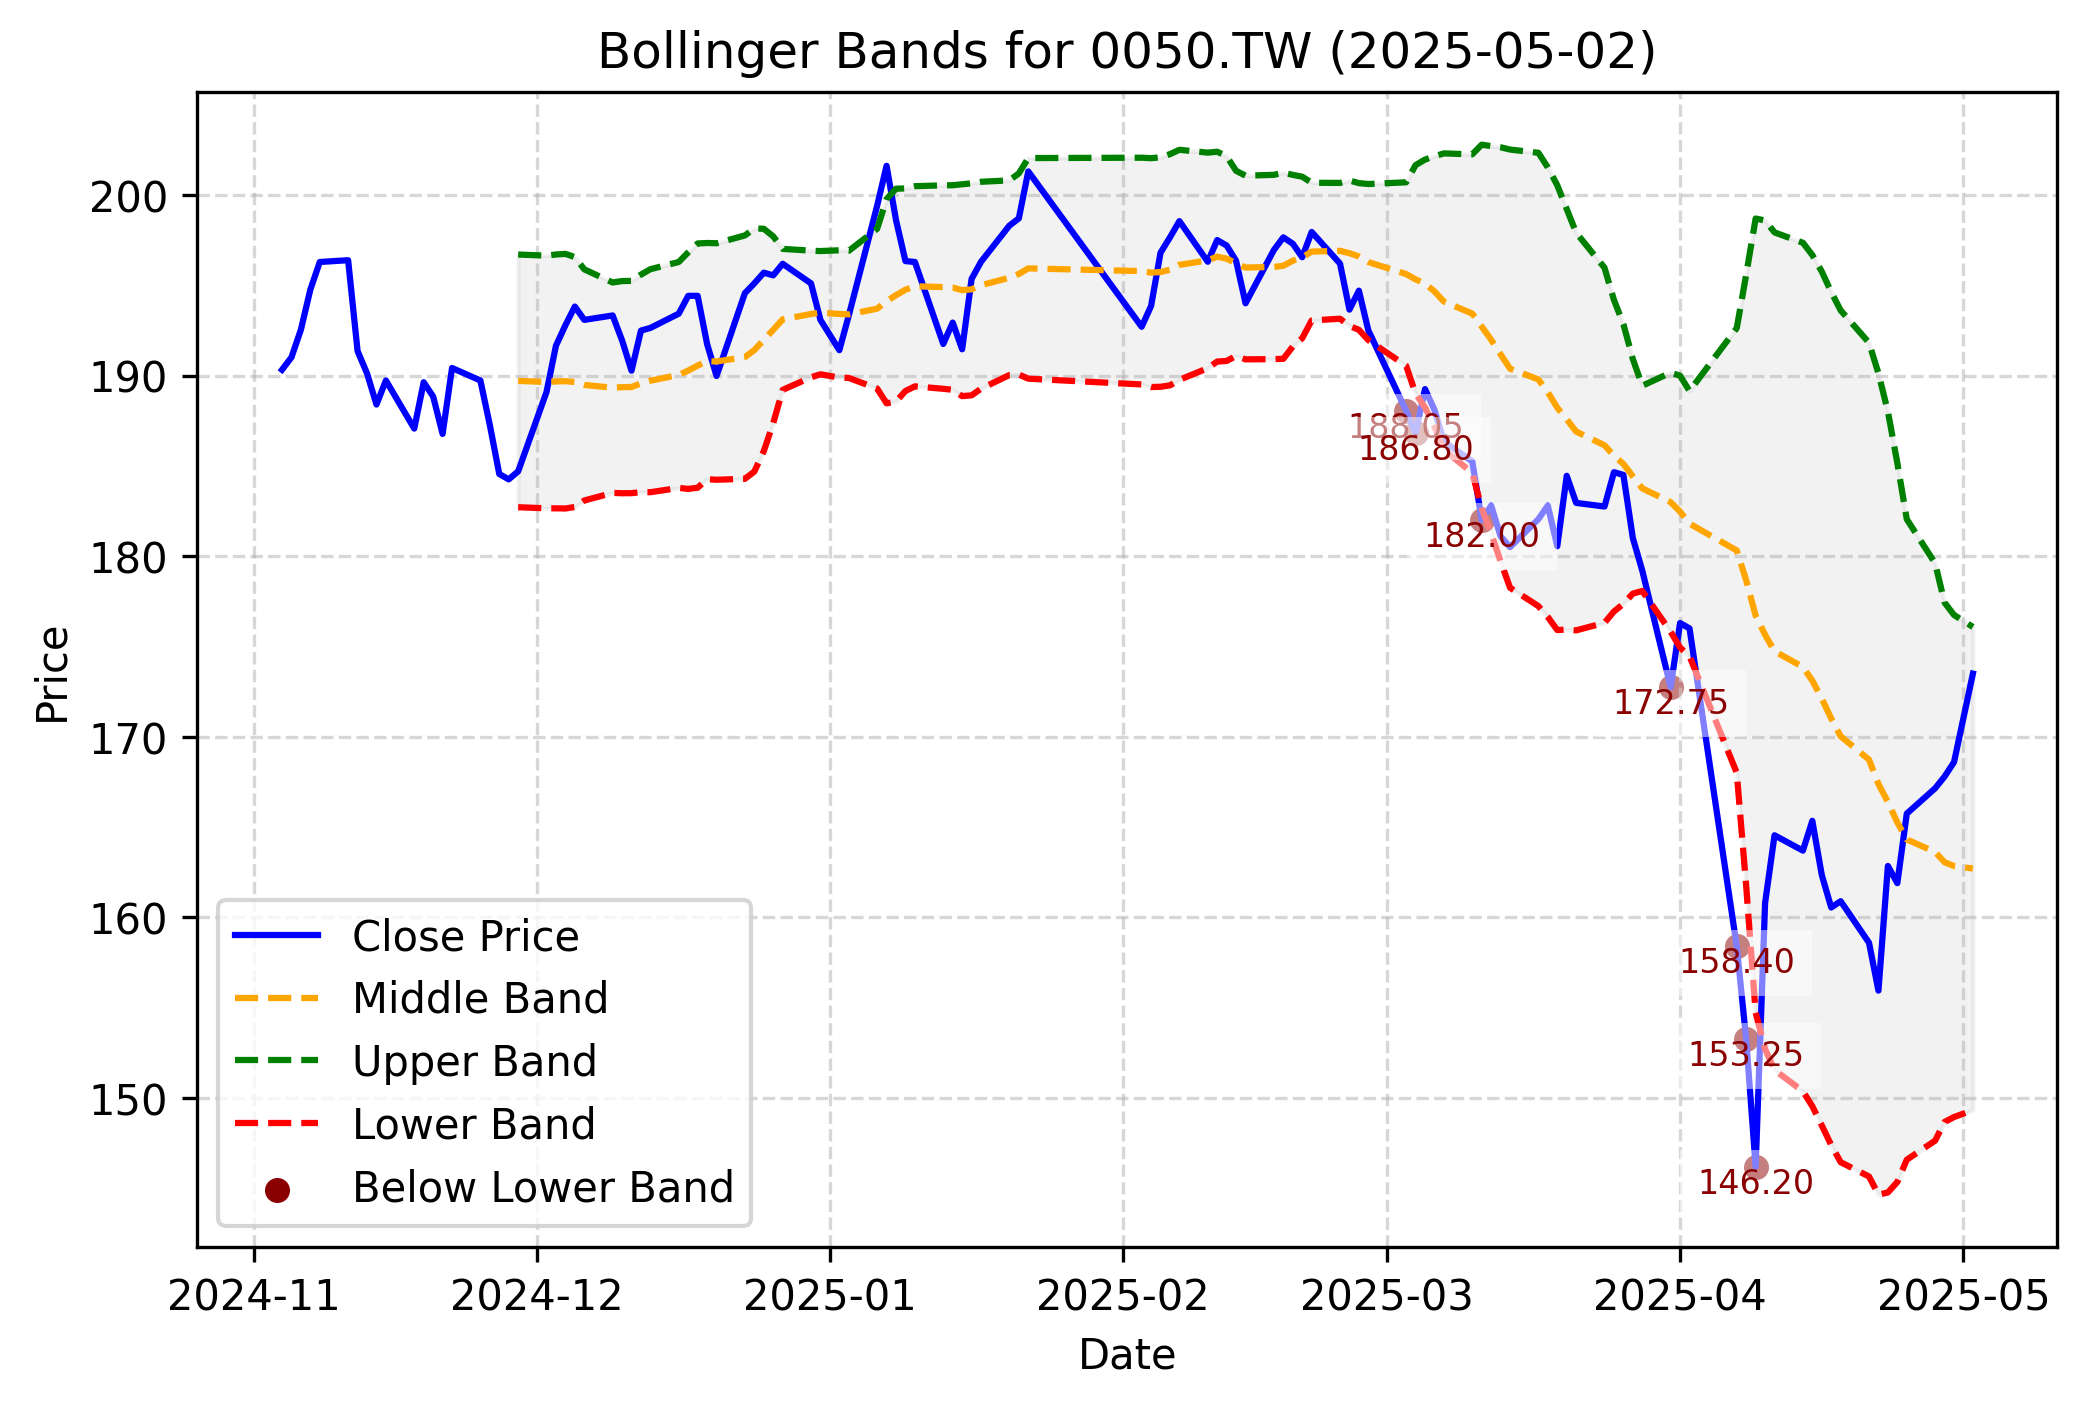 Bollinger Bands for 0050.TW (2025-05-02)
Price
200
190
180
170
160
150
188.05
186.80
182.00
172.75
158.40
153.25
146.20
Close Price
Middle Band
Upper Band
Lower Band
Below Lower Band
2024-11
2024-12
2025-01
2025-02
2025-03
2025-04
2025-05
Date